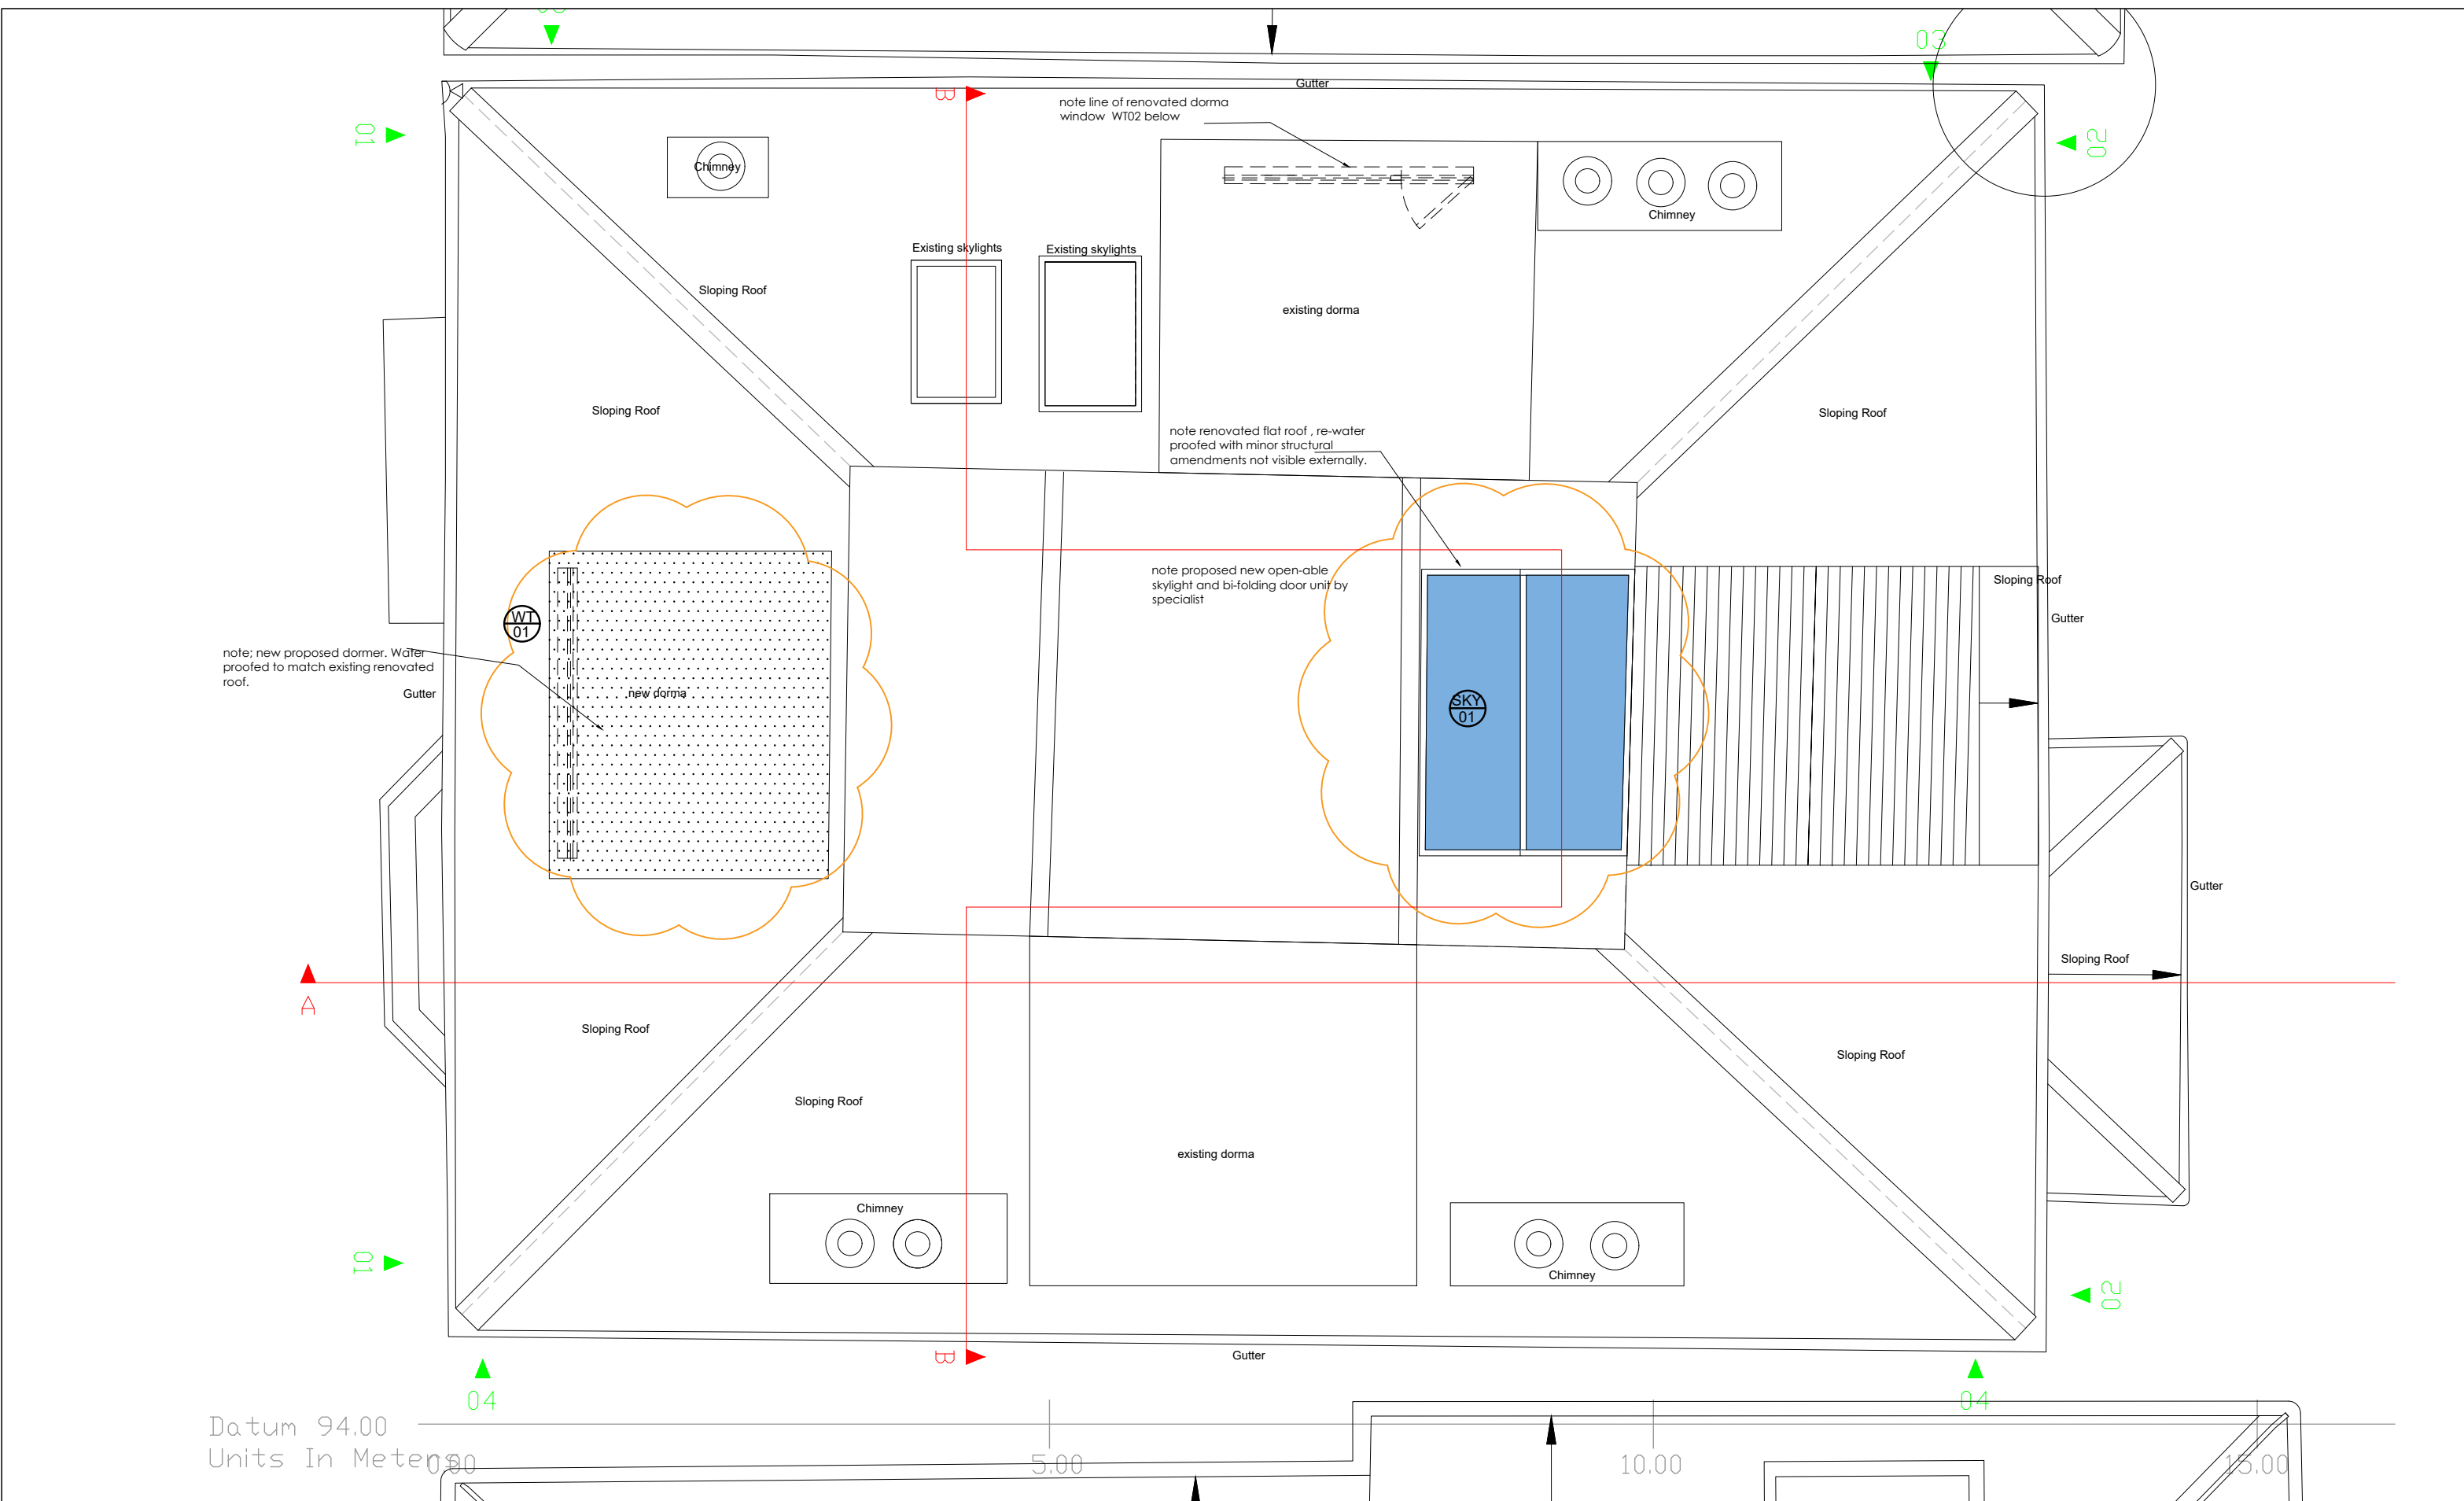 03
Gutter
note line of renovated dorma
window WT02 below
B
01
02
Chimney
Chimney
Existing skylights
Existing skylights
Sloping Roof
existing dorma
Sloping Roof
Sloping Roof
note renovated flat roof , re-water
proofed with minor structural
amendments not visible externally.
note proposed new open-able
skylight and bi-folding door unit by
specialist
Sloping Roof
Gutter
WT
01
note; new proposed dormer. Water
proofed to match existing renovated
roof.
Gutter
new dorma
SKY
01
Gutter
Sloping Roof
A
Sloping Roof
Sloping Roof
Sloping Roof
existing dorma
Chimney
Chimney
01
02
B
Gutter
04
04
Datum 94.00
Units In Meters
0.00
5.00
10.00
15.00